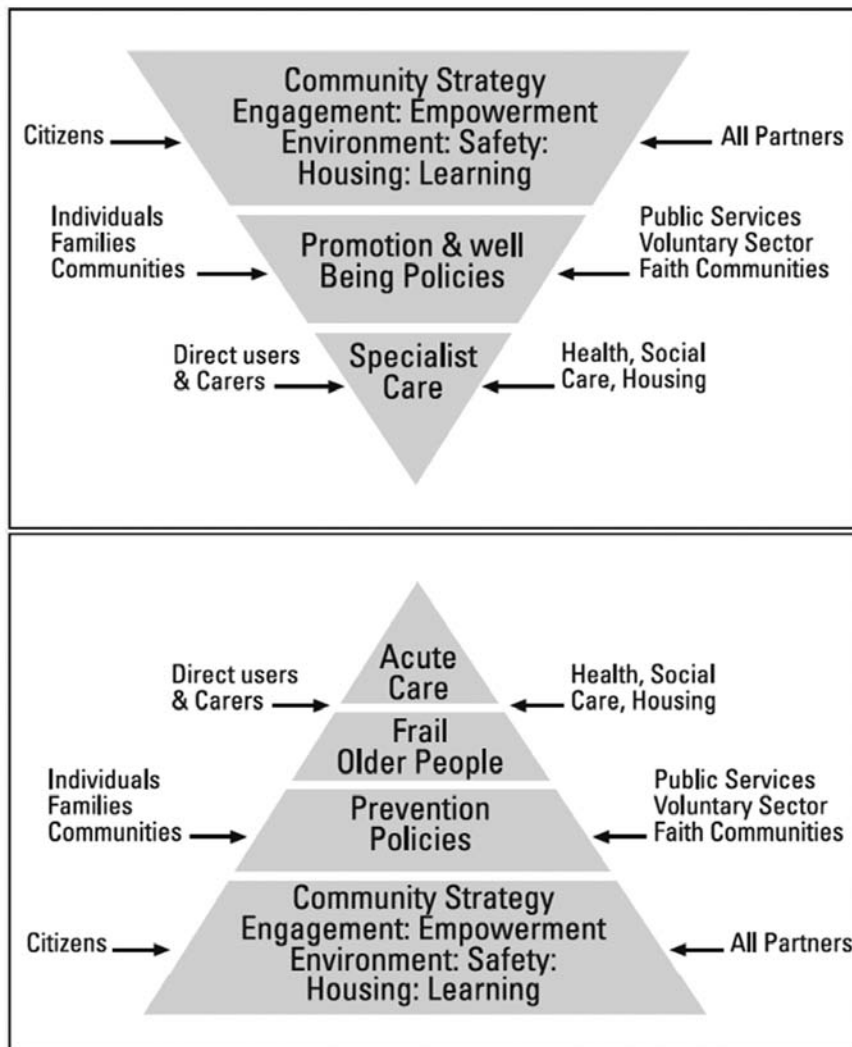 Community Strategy
Engagement: Empowerment
Environment: Safety:
Housing: Learning
Citizens
All Partners
Individuals
Families
Communities
Promotion & well
Being Policies
Public Services
Voluntary Sector
Faith Communities
Direct users
& Carers
Specialist
Care
Health, Social
Care, Housing
Acute
Care
Direct users
& Carers
Health, Social
Care, Housing
Frail
Older People
Individuals
Families
Communities
Prevention
Policies
Public Services
Voluntary Sector
Faith Communities
Community Strategy
Engagement: Empowerment
Environment: Safety:
Housing: Learning
Citizens
All Partners